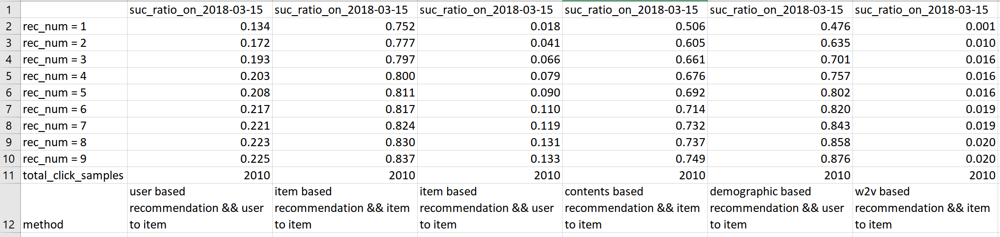 1 suc_ratio_on_2018-03-15 suc_ratio_on_2018-03-15 suc_ratio_on_2018-03-15 suc_ratio_on_2018-03-15 suc_ratio_on_2018-03-15 suc_ratio_on_2018-03-15
2 rec_num = 1 0.134 0.752 0.018 0.506 0.476 0.001
3 rec_num = 2 0.172 0.777 0.041 0.605 0.635 0.010
4 rec_num = 3 0.193 0.797 0.066 0.661 0.701 0.016
5 rec_num = 4 0.203 0.800 0.079 0.676 0.757 0.016
6 rec_num = 5 0.208 0.811 0.090 0.692 0.802 0.016
7 rec_num = 6 0.217 0.817 0.110 0.714 0.820 0.019
8 rec_num = 7 0.221 0.824 0.119 0.732 0.843 0.019
9 rec_num = 8 0.223 0.830 0.131 0.737 0.858 0.020
10 rec_num = 9 0.225 0.837 0.133 0.749 0.876 0.020
11 total_click_samples 2010 2010 2010 2010 2010 2010
user based item based item based contents based demographic based w2v based
recommendation && user recommendation && item recommendation && user recommendation && item recommendation && user recommendation && item
12 method to item to item to item to item to item to item